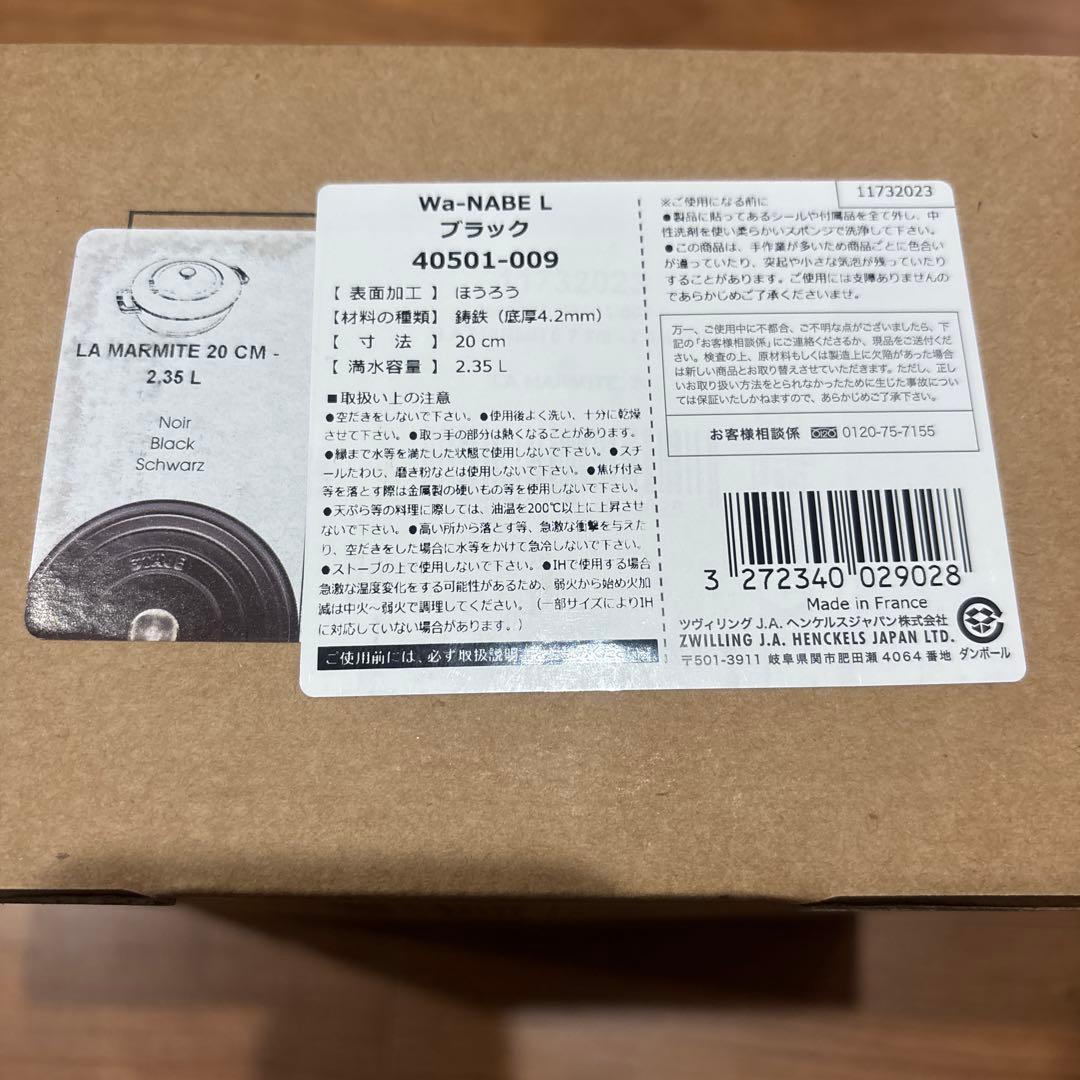 LA MARMITE 20 CM -
2,35 L
Noir
Black
Schwarz
STAUB
Wa-NABE L
ブラック
40501-009
【 表面加工 】 ほうろう
【材料の種類】 鋳鉄（底厚4.2mm）
【 寸 法 】 20 cm
【 満水容量 】 2.35 L
■取扱い上の注意
●空だきをしないで下さい。●使用後よく洗い、十分に乾燥
させて下さい。●取っ手の部分は熱くなることがあります。
●縁まで水等を満たした状態で使用しないで下さい。●スチ
ールたわし、磨き粉などは使用しないで下さい。●焦げ付き
等を落とす際は金属製の硬いもの等を使用しないで下さい。
●天ぷら等の料理に際しては、油温を200℃以上に上昇させ
ないで下さい。●高い所から落とす等、急激な衝撃を与えた
り、空だきをした場合に水等をかけて急冷しないで下さい。
●ストーブの上で使用しないで下さい。●IHで使用する場合
急激な温度変化をする可能性があるため、弱火から始め火加
減は中火～弱火で調理してください。（一部サイズによりIH
に対応していない場合があります。）
ご使用前には、必ず取扱説明
11732023
※ご使用になる前に
●製品に貼ってあるシールや付属品を全て外し、中
性洗剤を使い柔らかいスポンジで洗浄して下さい。
●この商品は、手作業が多いため商品ごとに色合い
が違っていたり、突起や小さな気泡が残っていたり
することがあります。ご使用には支障ありませんの
であらかじめご了承くださいませ。
万一、ご使用中に不都合、ご不明な点がございましたら、下
記の「お客様相談係」にご連絡くださるか、現品をご送付くだ
さい。検査の上、原材料もしくは製造上に欠陥があった場合
は新しい商品とお取り替えさせていただきます。ただし、正し
いお取り扱い方法をとられなかったために生じた事故につい
ては保証いたしかねますので、あらかじめご了承下さい。
お客様相談係 0120-75-7155
3 272340 029028
Made in France
ツヴィリング J.A. ヘンケルスジャパン株式会社
ZWILLING J.A. HENCKELS JAPAN LTD.
〒501-3911 岐阜県関市肥田瀬 4064 番地
ダンボール